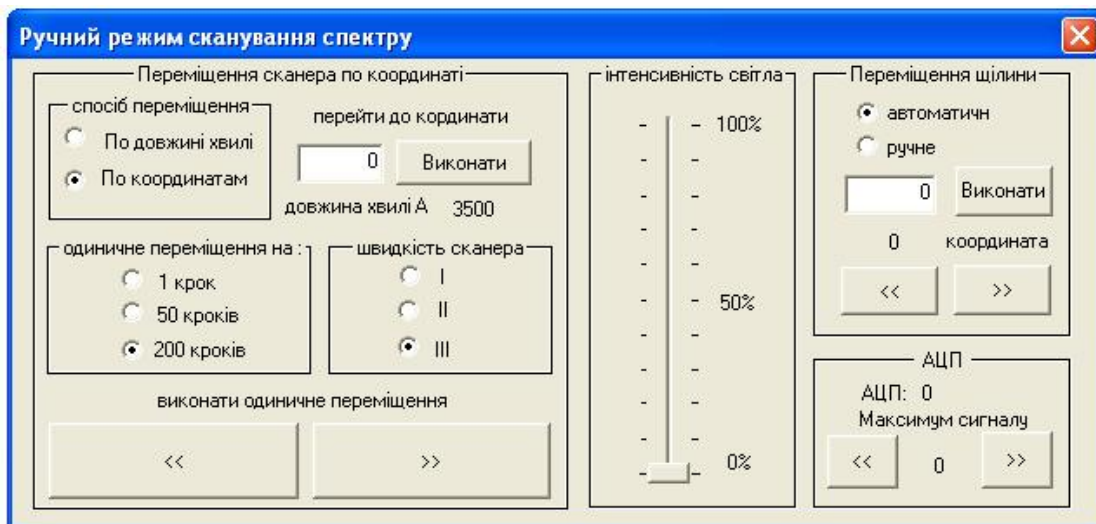 Ручний режим сканування спектру
Переміщення сканера по координаті
спосіб переміщення
По довжині хвилі
По координатам
перейти до кординати
0
Виконати
довжина хвилі А 3500
одиничне переміщення на :
1 крок
50 кроків
200 кроків
швидкість сканера
I
II
III
виконати одиничне переміщення
<<
>>
інтенсивність світла
100%
50%
0%
Переміщення щілини
автоматичн
ручне
0
Виконати
0 координата
<<
>>
АЦП
АЦП: 0
Максимум сигналу
<<
0
>>